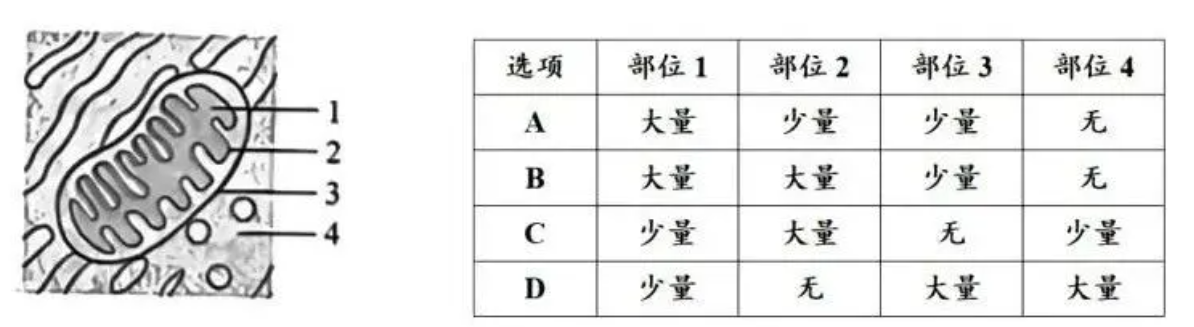 1
2
3
4
选项 部位 1 部位 2 部位 3 部位 4
A 大量 少量 少量 无
B 大量 大量 少量 无
C 少量 大量 无 少量
D 少量 无 大量 大量